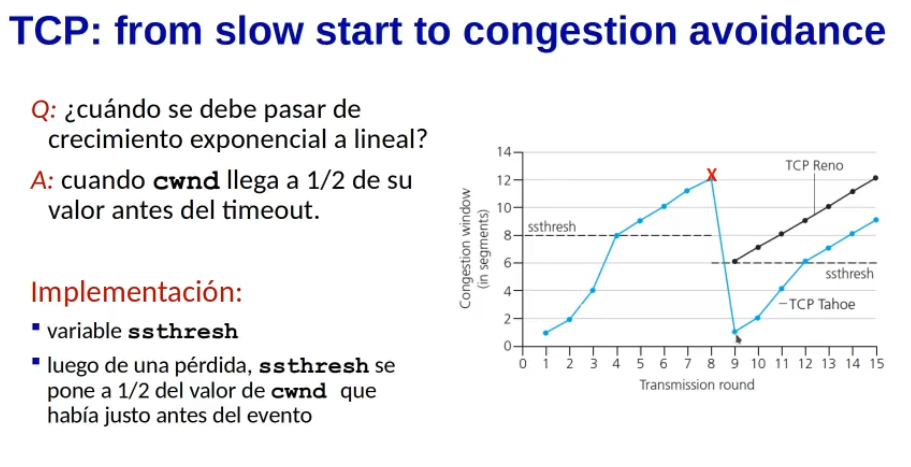 TCP: from slow start to congestion avoidance
Q: ¿cuándo se debe pasar de
crecimiento exponencial a lineal?
A: cuando cwnd llega a 1/2 de su
valor antes del timeout.
Implementación:
variable ssthresh
luego de una pérdida, ssthresh se
pone a 1/2 del valor de cwnd que
había justo antes del evento
Congestion window
(in segments)
14
12
10
8
6
4
2
0
ssthresh
X
TCP Reno
ssthresh
TCP Tahoe
0 1 2 3 4 5 6 7 8 9 10 11 12 13 14 15
Transmission round